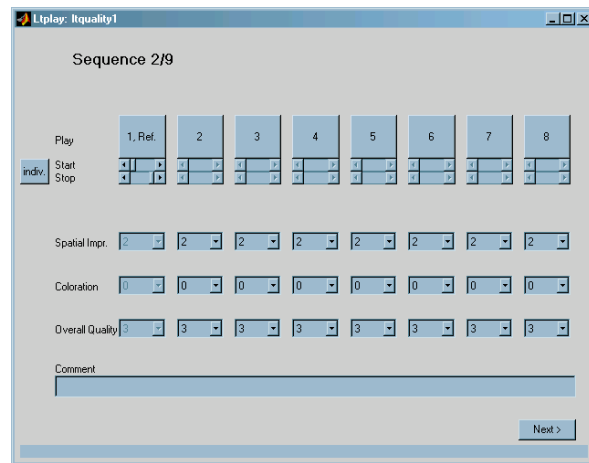 Ltplay: ltquality1
Sequence 2/9
Play 1, Ref. 2 3 4 5 6 7 8
indiv.
Start
Stop
Spatial Impr. 2 2 2 2 2 2 2 2
Coloration 0 0 0 0 0 0 0 0
Overall Quality 3 3 3 3 3 3 3 3
Comment
Next >